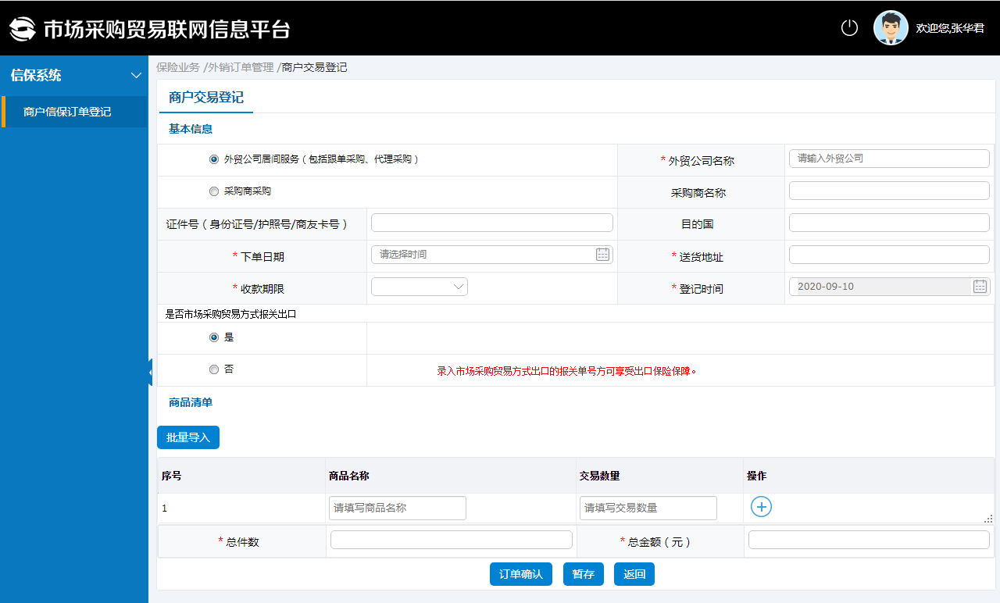 市场采购贸易联网信息平台
欢迎您,张华君
信保系统
商户信保订单登记
保险业务 /外销订单管理 /商户交易登记
商户交易登记
基本信息
外贸公司居间服务（包括跟单采购、代理采购）
* 外贸公司名称
请输入外贸公司
采购商采购
采购商名称
证件号（身份证号/护照号/商友卡号）
目的国
* 下单日期
请选择时间
* 送货地址
* 收款期限
* 登记时间
2020-09-10
是否市场采购贸易方式报关出口
是
否
录入市场采购贸易方式出口的报关单号方可享受出口保险保障。
商品清单
批量导入
序号 商品名称 交易数量 操作
1 请填写商品名称 请填写交易数量
* 总件数
* 总金额（元）
订单确认 暂存 返回